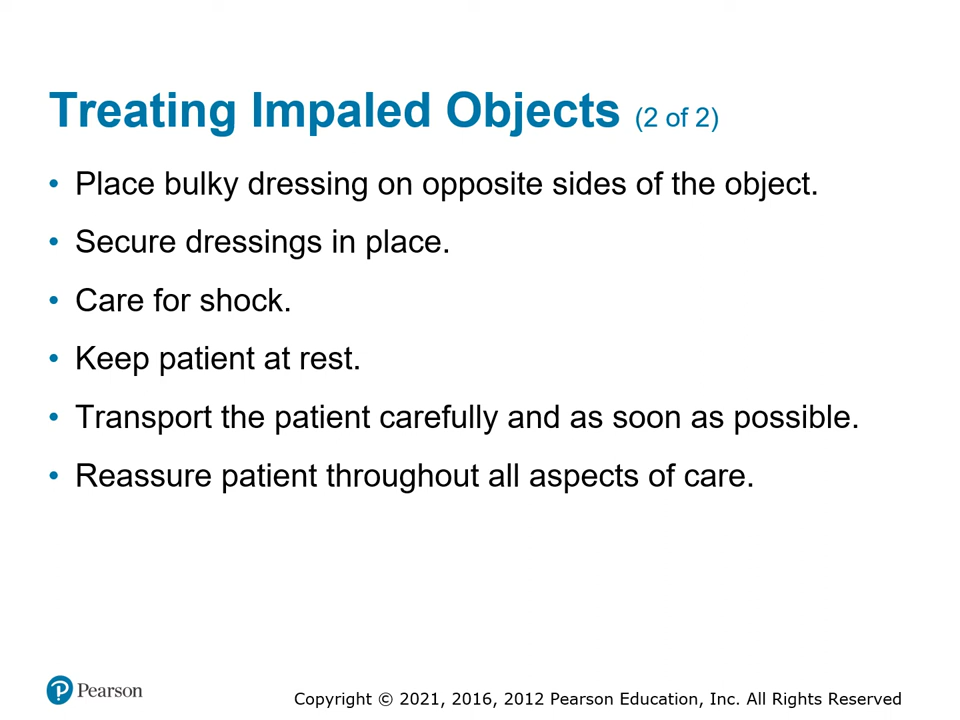 Treating Impaled Objects (2 of 2)
• Place bulky dressing on opposite sides of the object.
• Secure dressings in place.
• Care for shock.
• Keep patient at rest.
• Transport the patient carefully and as soon as possible.
• Reassure patient throughout all aspects of care.
Pearson
Copyright © 2021, 2016, 2012 Pearson Education, Inc. All Rights Reserved